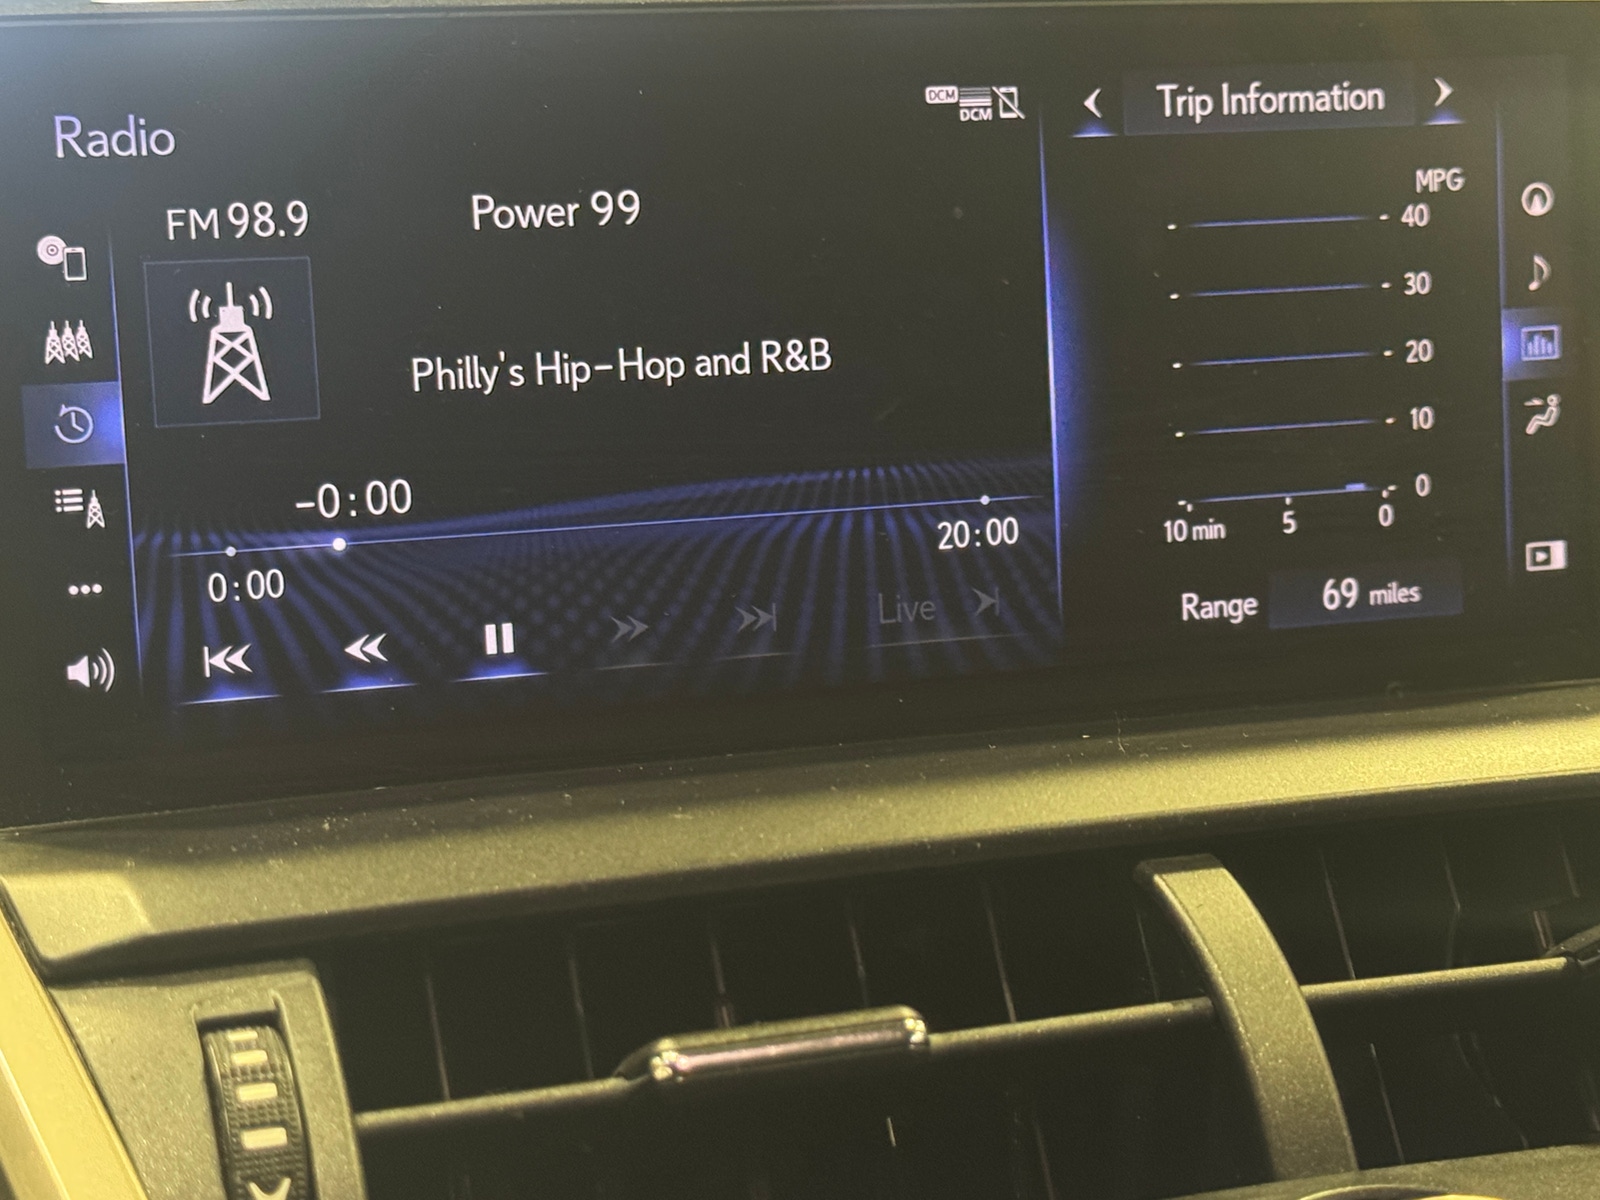 Radio
DCM
DCM
FM 98.9
Power 99
Philly's Hip-Hop and R&B
-0:00
0:00
20:00
Live
Trip Information
MPG
40
30
20
10
0
10 min
5
0
Range
69 miles